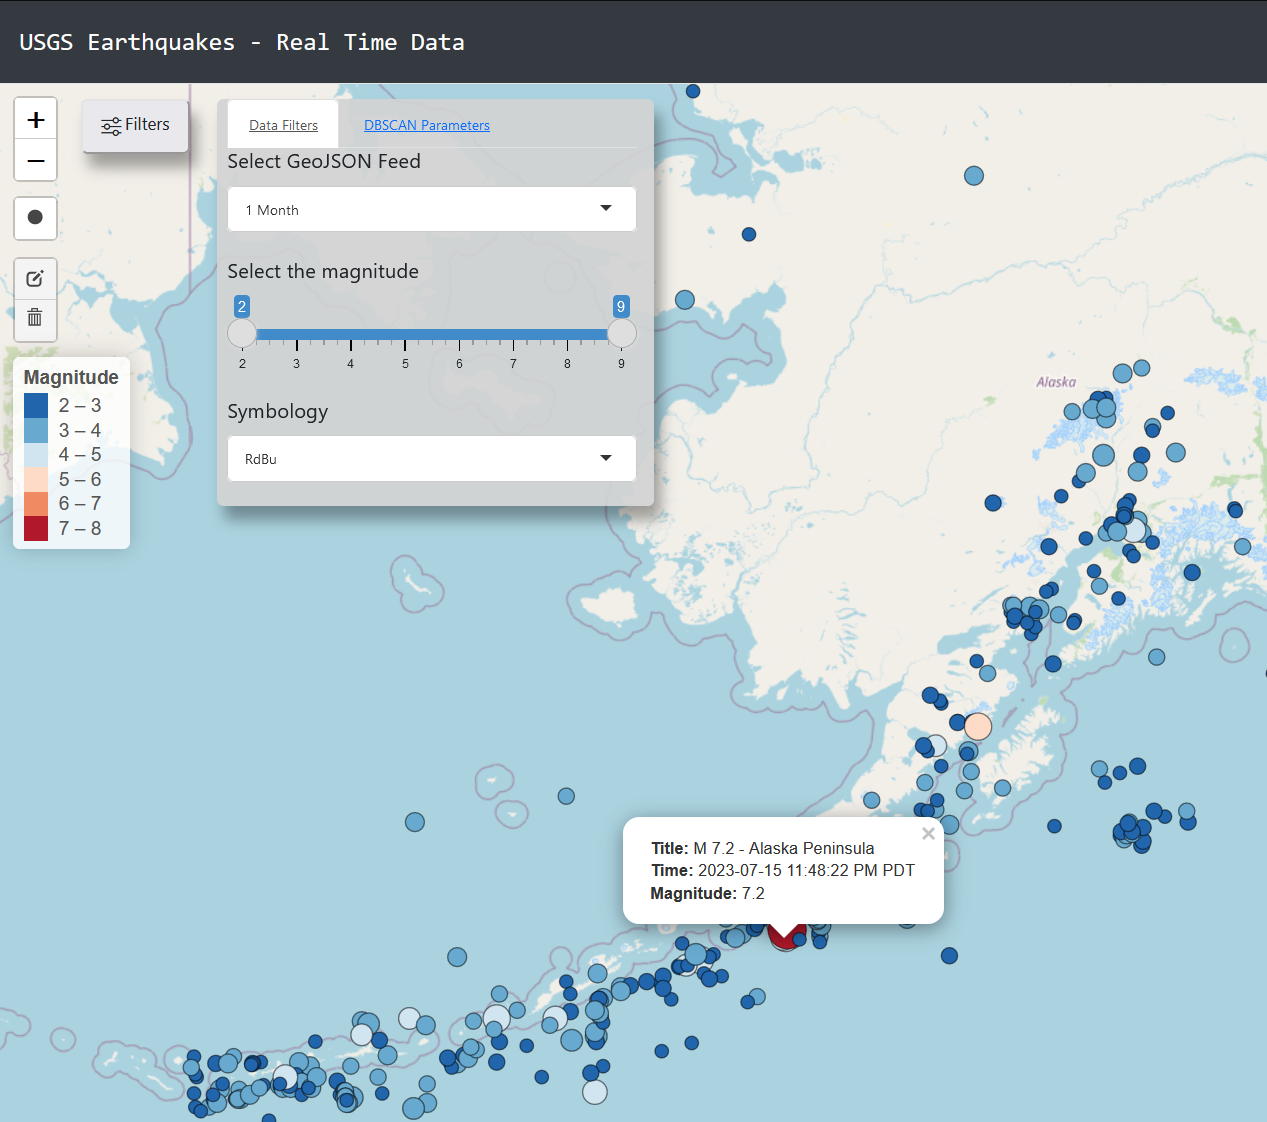 USGS Earthquakes - Real Time Data
+
−
Filters
Data Filters
DBSCAN Parameters
Select GeoJSON Feed
1 Month
Select the magnitude
2
9
2 3 4 5 6 7 8 9
Symbology
RdBu
Magnitude
2 – 3
3 – 4
4 – 5
5 – 6
6 – 7
7 – 8
Alaska
×
Title: M 7.2 - Alaska Peninsula
Time: 2023-07-15 11:48:22 PM PDT
Magnitude: 7.2